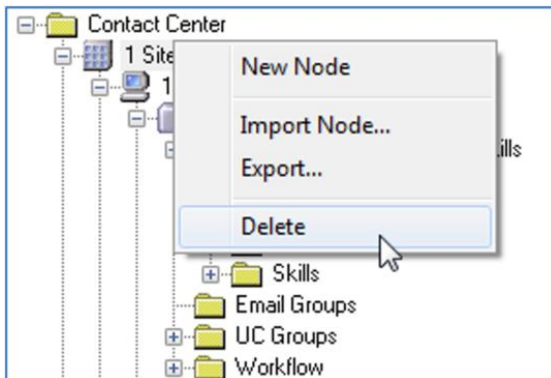 Contact Center
1 Site
New Node
1
Import Node...
ills
Export...
Delete
Skills
Email Groups
UC Groups
Workflow